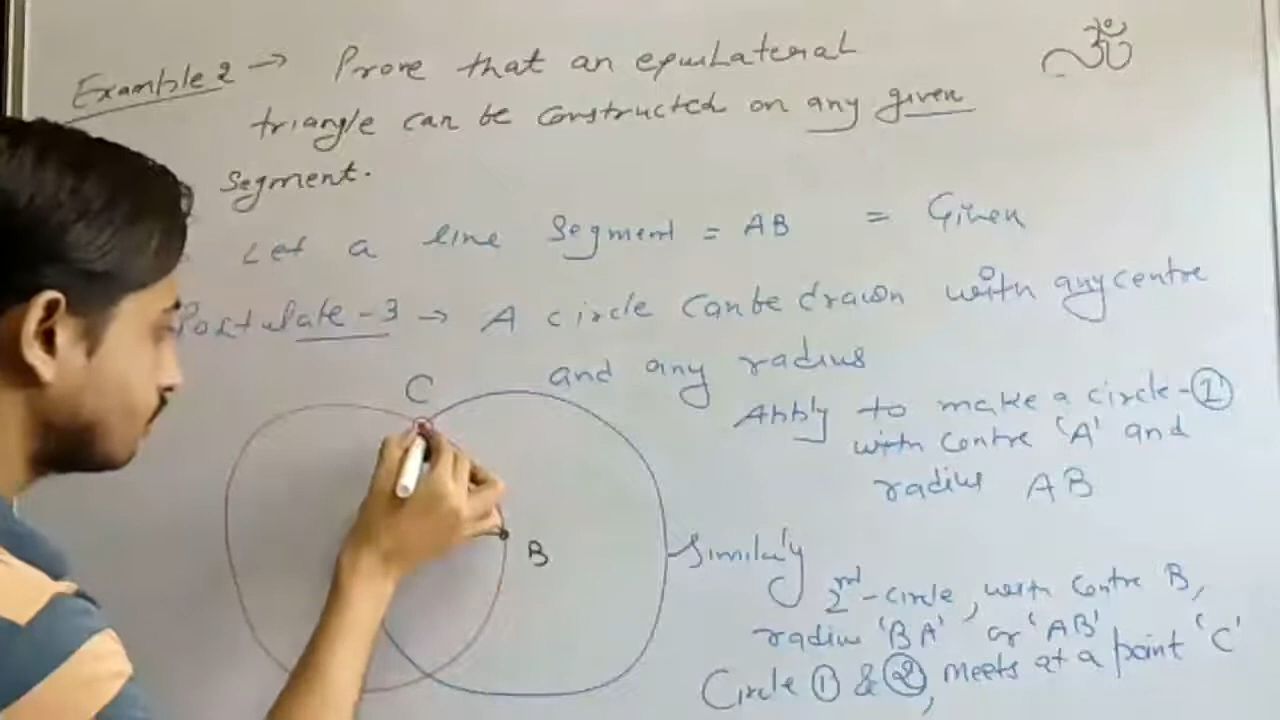 Example 2 → Prove that an equilateral
triangle can be constructed on any given
segment.
ॐ
Let a line segment = AB = Given
Postulate - 3 → A circle can be drawn with any centre
and any radius
C
Apply to make a circle - 1
with centre 'A' and
radius AB
B
Similarly
2nd - circle, with centre B,
radius 'BA' or 'AB'
Circle 1 & 2, meets at a point 'C'